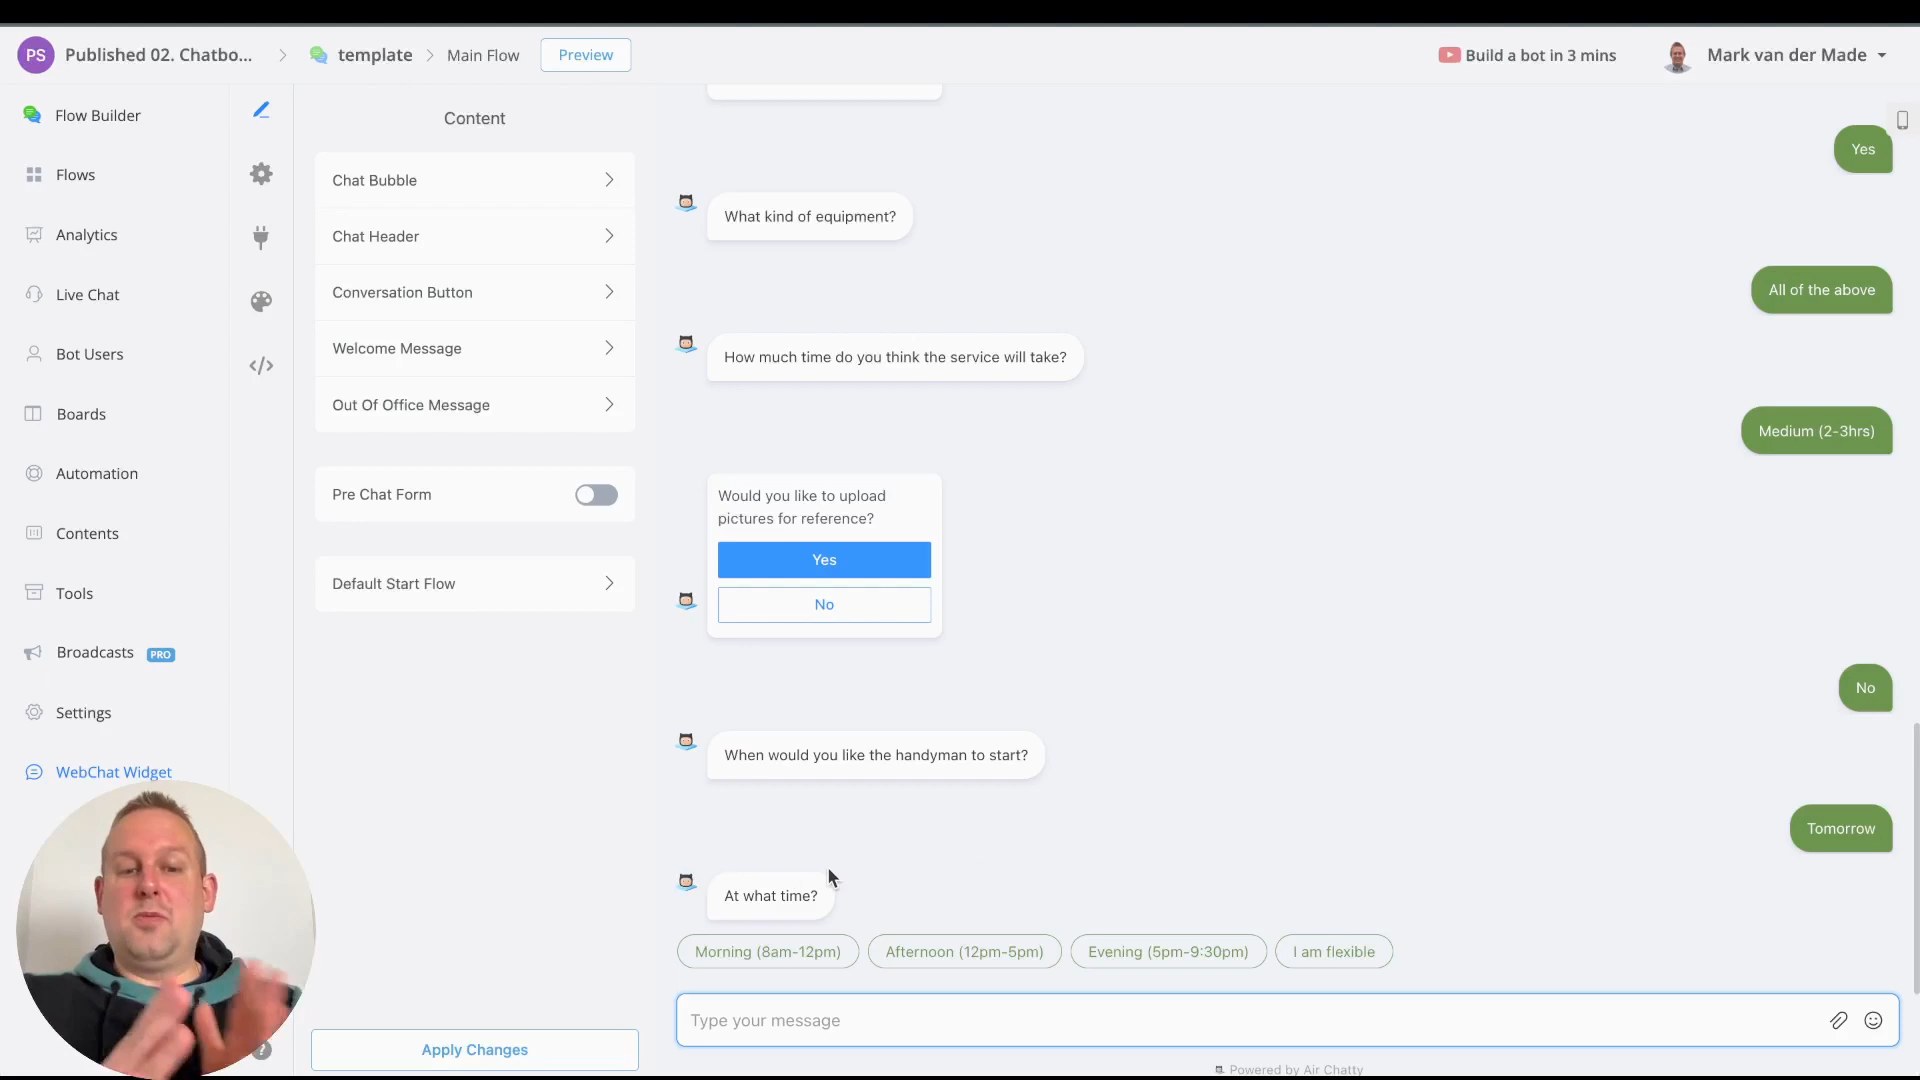 PS Published 02. Chatbo... template Main Flow Preview
Build a bot in 3 mins Mark van der Made
Flow Builder
Flows
Analytics
Live Chat
Bot Users
Boards
Automation
Contents
Tools
Broadcasts PRO
Settings
WebChat Widget
?
Content
Chat Bubble
Chat Header
Conversation Button
Welcome Message
Out Of Office Message
Pre Chat Form
Default Start Flow
Apply Changes
Yes
What kind of equipment?
All of the above
How much time do you think the service will take?
Medium (2-3hrs)
Would you like to upload
pictures for reference?
Yes
No
No
When would you like the handyman to start?
Tomorrow
At what time?
Morning (8am-12pm) Afternoon (12pm-5pm) Evening (5pm-9:30pm) I am flexible
Type your message
Powered by Air Chatty